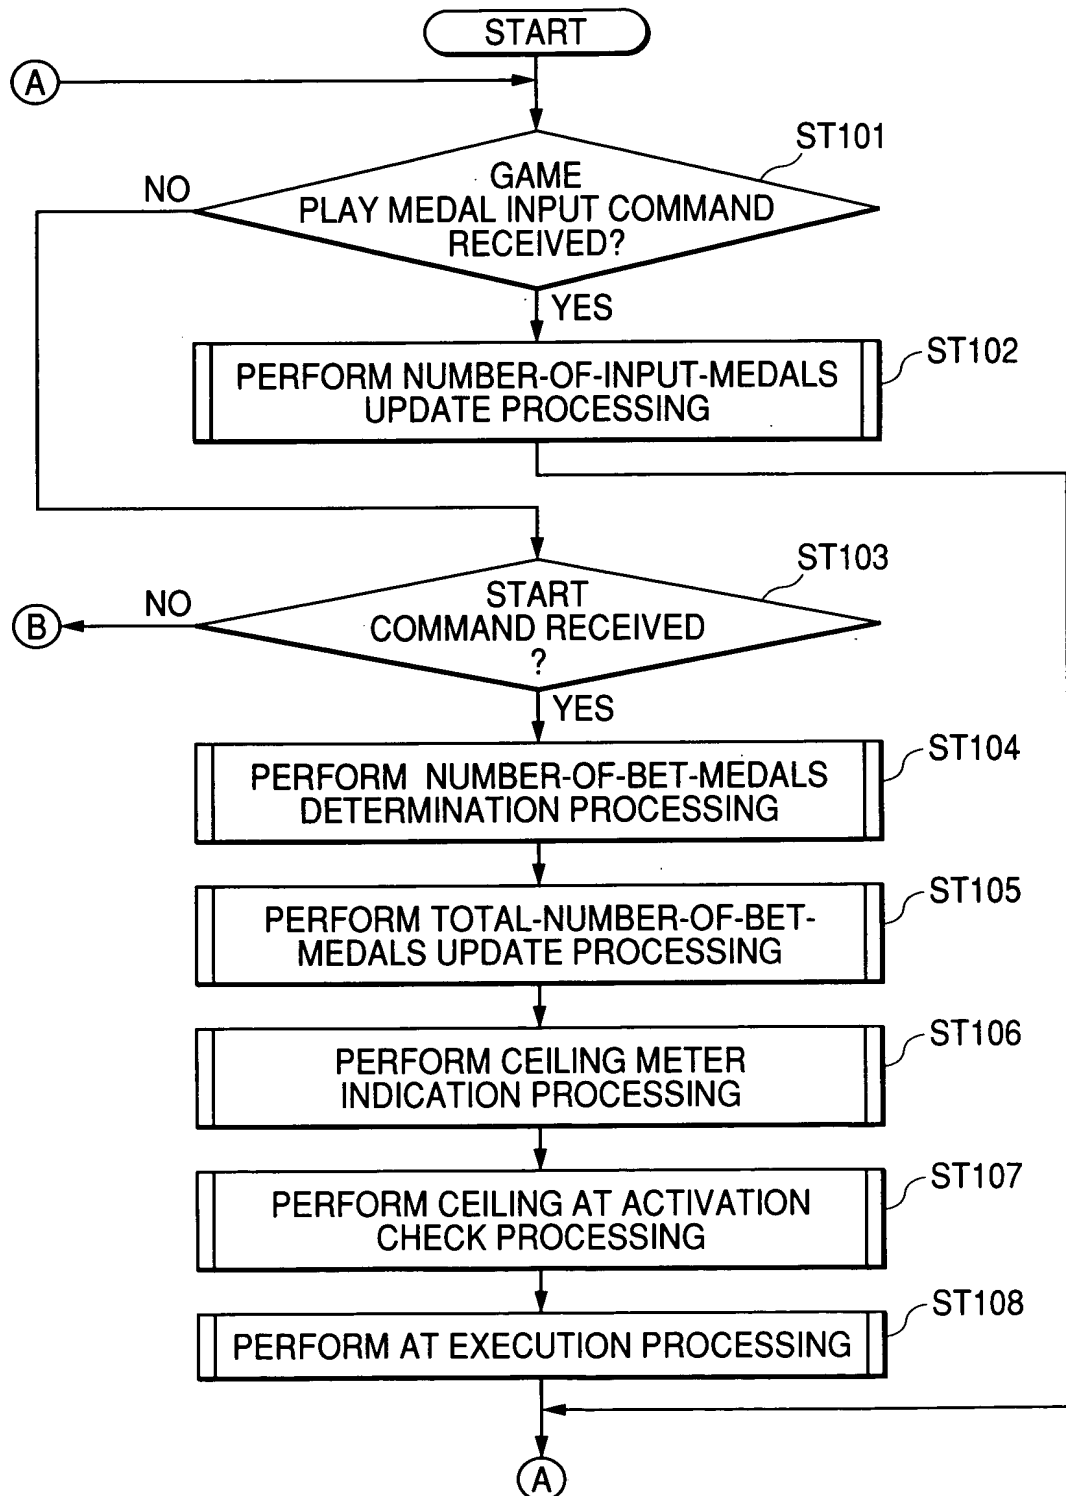 START
A
ST101
NO
GAME
PLAY MEDAL INPUT COMMAND
RECEIVED?
YES
ST102
PERFORM NUMBER-OF-INPUT-MEDALS
UPDATE PROCESSING
ST103
NO
START
COMMAND RECEIVED
?
B
YES
ST104
PERFORM NUMBER-OF-BET-MEDALS
DETERMINATION PROCESSING
ST105
PERFORM TOTAL-NUMBER-OF-BET-
MEDALS UPDATE PROCESSING
ST106
PERFORM CEILING METER
INDICATION PROCESSING
ST107
PERFORM CEILING AT ACTIVATION
CHECK PROCESSING
ST108
PERFORM AT EXECUTION PROCESSING
A